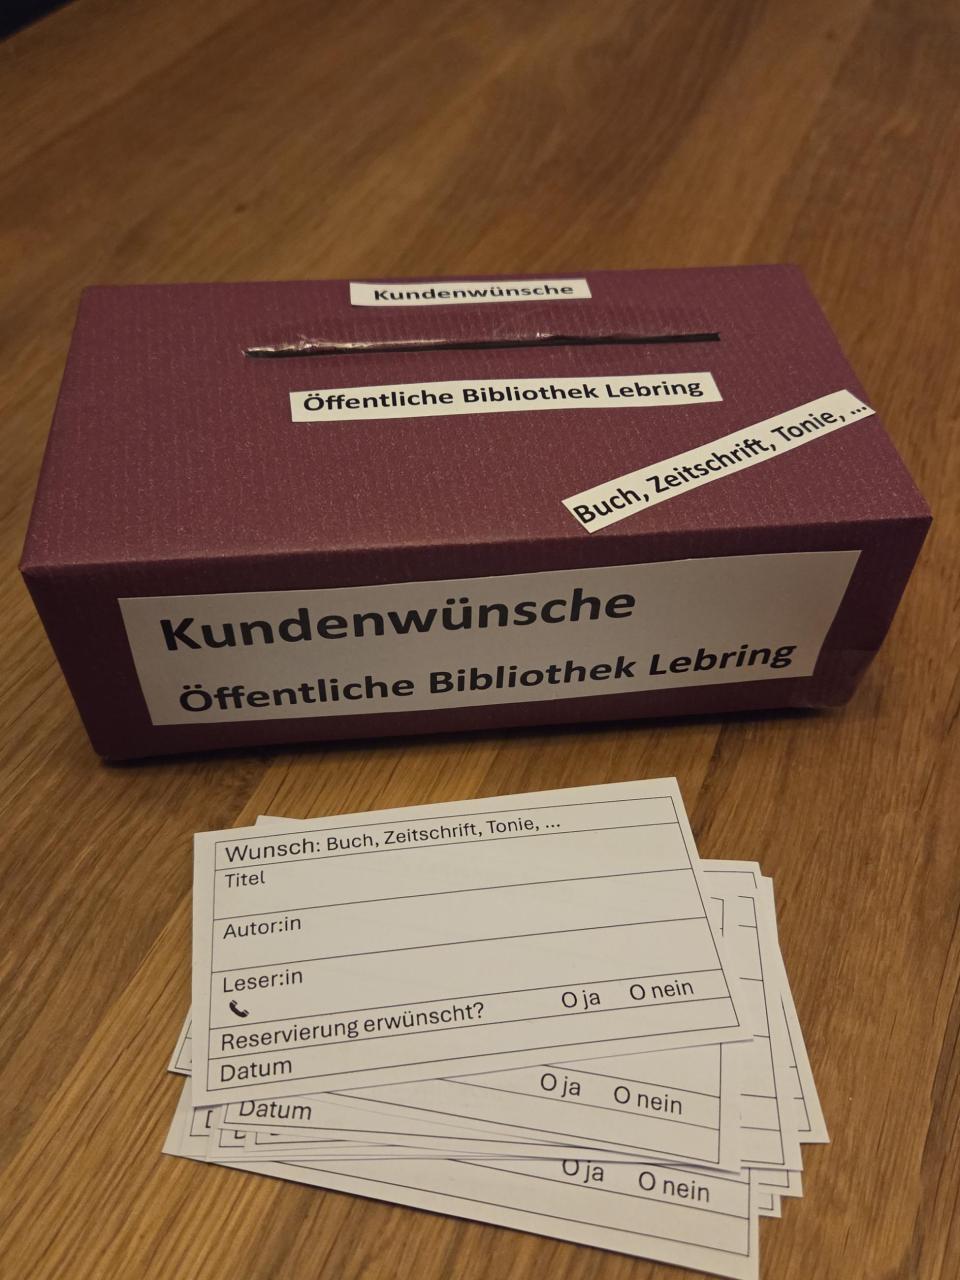 Kundenwünsche
Öffentliche Bibliothek Lebring
Buch, Zeitschrift, Tonie, ...
Kundenwünsche
Öffentliche Bibliothek Lebring
Wunsch: Buch, Zeitschrift, Tonie, ...
Titel
Autor:in
Leser:in
Reservierung erwünscht? O ja O nein
Datum
O ja O nein
Datum
O ja O nein